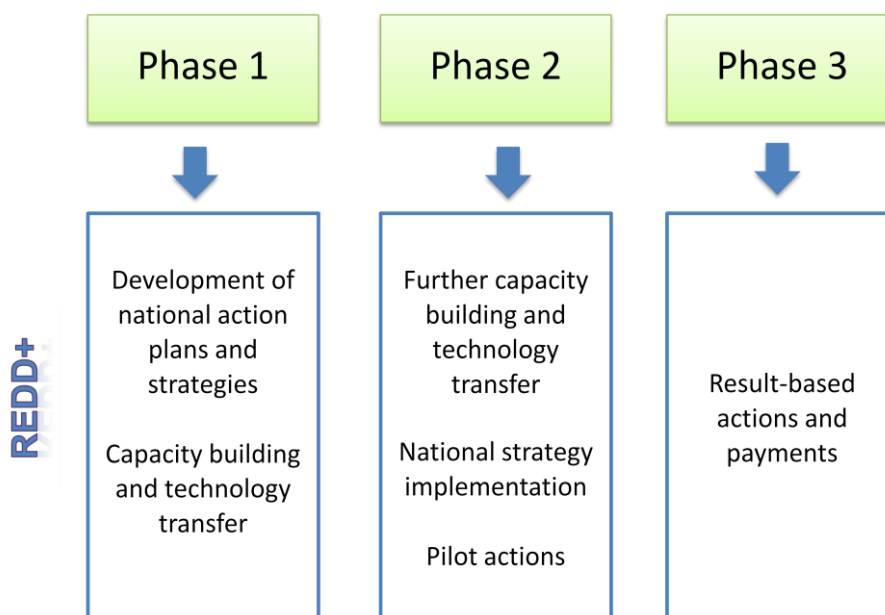 Phase 1
Phase 2
Phase 3
REDD+
Development of
national action
plans and
strategies
Capacity building
and technology
transfer
Further capacity
building and
technology
transfer
National strategy
implementation
Pilot actions
Result-based
actions and
payments